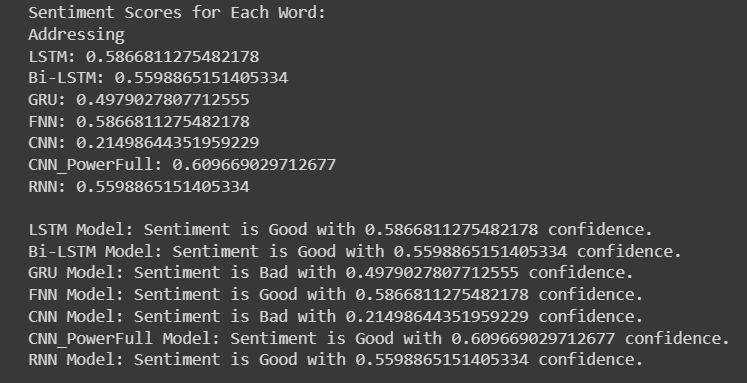 Sentiment Scores for Each Word:
Addressing
LSTM: 0.5866811275482178
Bi-LSTM: 0.5598865151405334
GRU: 0.4979027807712555
FNN: 0.5866811275482178
CNN: 0.21498644351959229
CNN_PowerFull: 0.609669029712677
RNN: 0.5598865151405334
LSTM Model: Sentiment is Good with 0.5866811275482178 confidence.
Bi-LSTM Model: Sentiment is Good with 0.5598865151405334 confidence.
GRU Model: Sentiment is Bad with 0.4979027807712555 confidence.
FNN Model: Sentiment is Good with 0.5866811275482178 confidence.
CNN Model: Sentiment is Bad with 0.21498644351959229 confidence.
CNN_PowerFull Model: Sentiment is Good with 0.609669029712677 confidence.
RNN Model: Sentiment is Good with 0.5598865151405334 confidence.